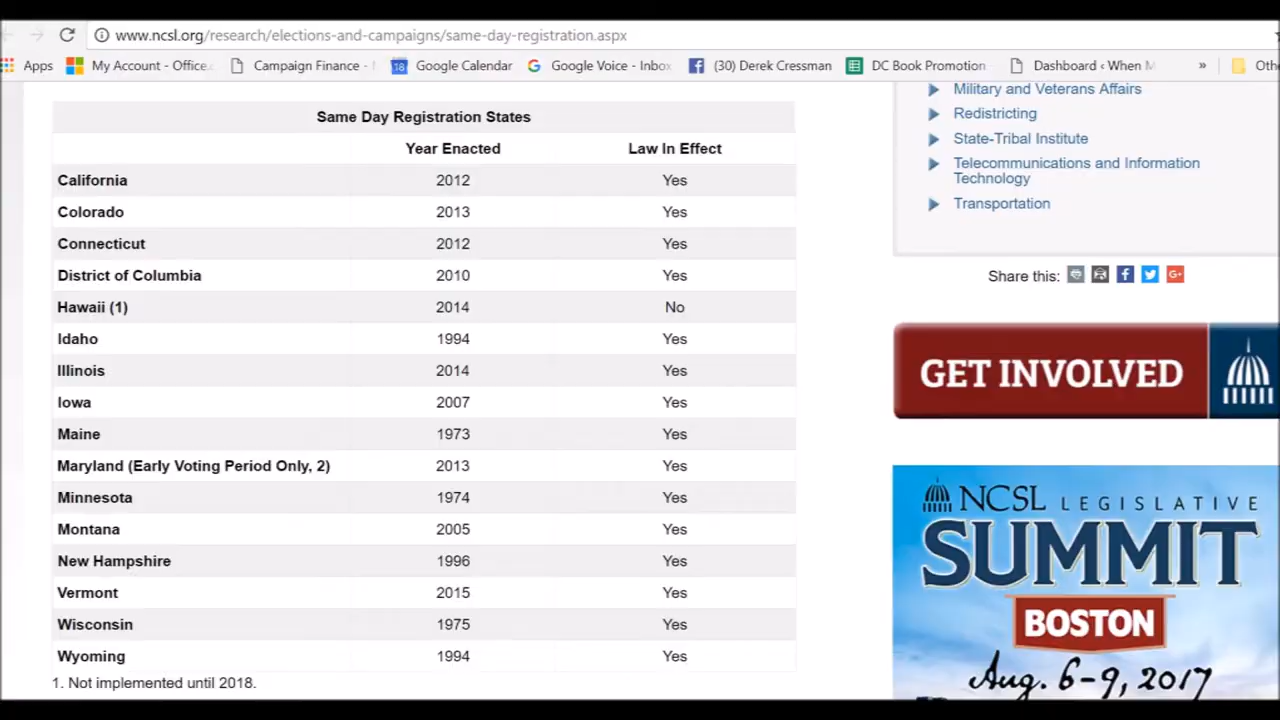 www.ncsl.org/research/elections-and-campaigns/same-day-registration.aspx
Apps My Account - Office. Campaign Finance - 18 Google Calendar Google Voice - Inbox (30) Derek Cressman DC Book Promotion Dashboard ‹ When M »
Same Day Registration States
Year Enacted Law In Effect
California 2012 Yes
Colorado 2013 Yes
Connecticut 2012 Yes
District of Columbia 2010 Yes
Hawaii (1) 2014 No
Idaho 1994 Yes
Illinois 2014 Yes
Iowa 2007 Yes
Maine 1973 Yes
Maryland (Early Voting Period Only, 2) 2013 Yes
Minnesota 1974 Yes
Montana 2005 Yes
New Hampshire 1996 Yes
Vermont 2015 Yes
Wisconsin 1975 Yes
Wyoming 1994 Yes
1. Not implemented until 2018.
Military and Veterans Affairs
Redistricting
State-Tribal Institute
Telecommunications and Information
Technology
Transportation
Share this:
GET INVOLVED
NCSL LEGISLATIVE
SUMMIT
BOSTON
Aug. 6-9, 2017